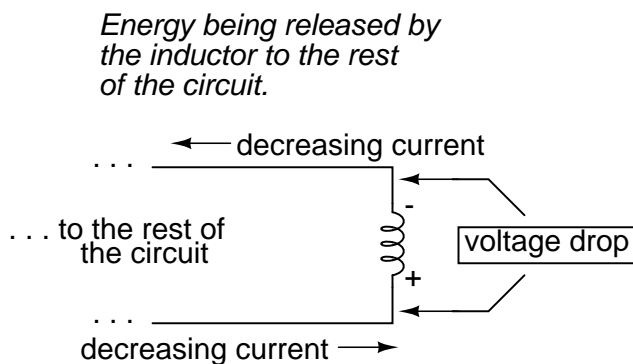 Energy being released by
the inductor to the rest
of the circuit.
decreasing current
. . .
-
. . . to the rest of
the circuit
voltage drop
+
. . .
decreasing current